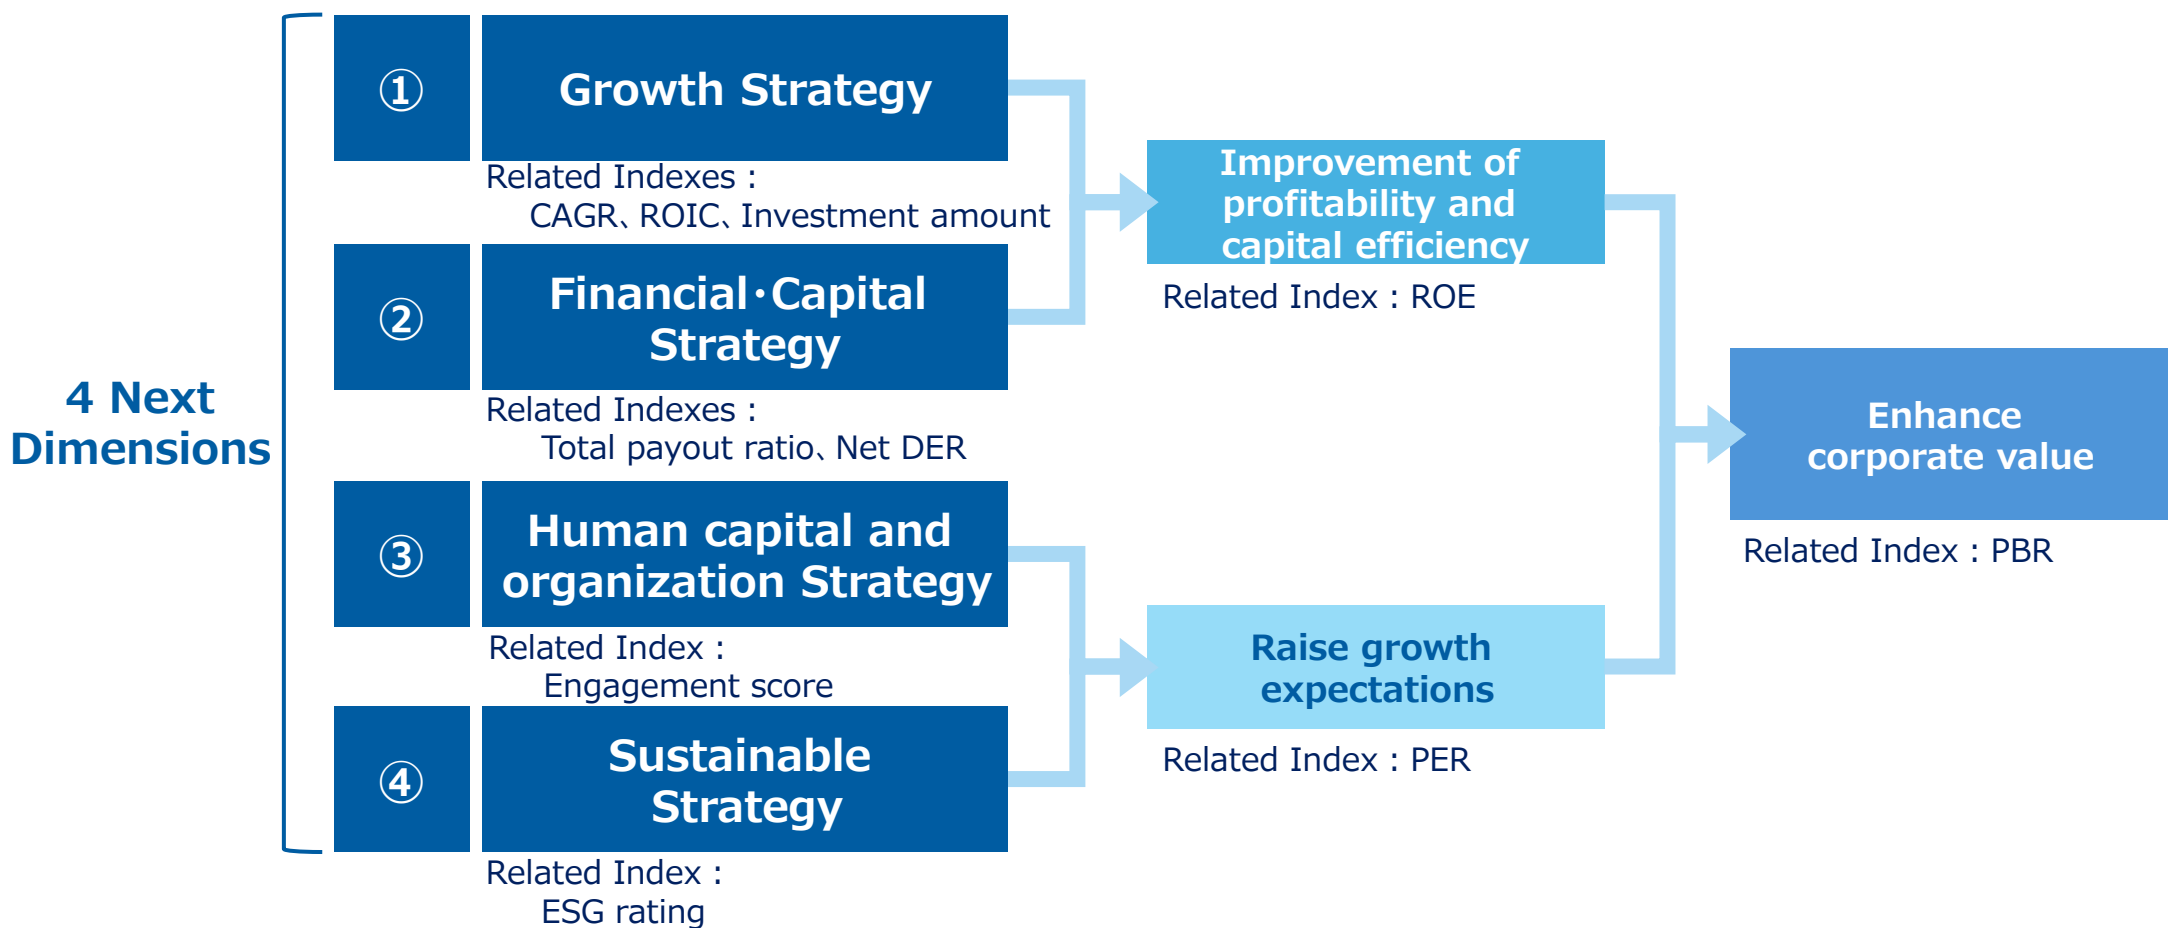 4 Next
Dimensions
①
Growth Strategy
Related Indexes :
CAGR、ROIC、Investment amount
②
Financial･Capital
Strategy
Related Indexes :
Total payout ratio、Net DER
③
Human capital and
organization Strategy
Related Index :
Engagement score
④
Sustainable
Strategy
Related Index :
ESG rating
Improvement of
profitability and
capital efficiency
Related Index : ROE
Raise growth
expectations
Related Index : PER
Enhance
corporate value
Related Index : PBR